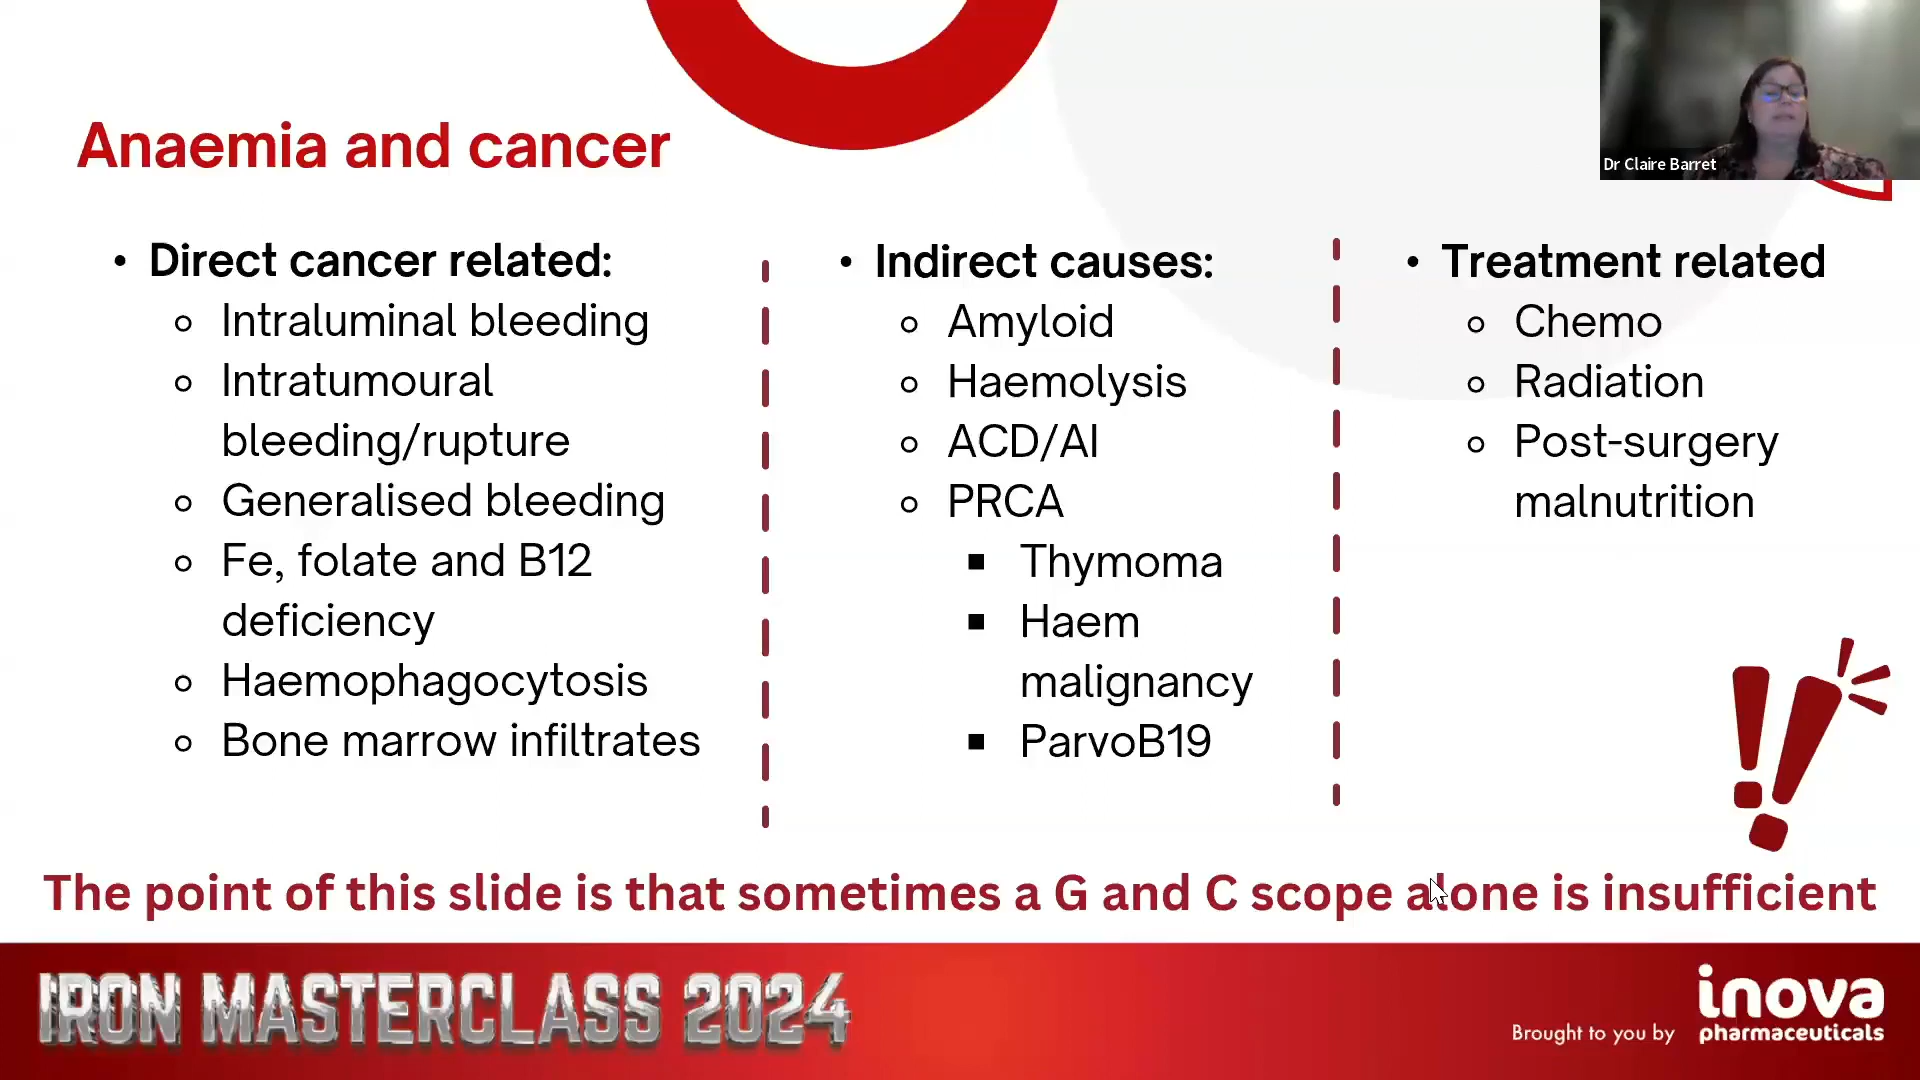 Anaemia and cancer
Dr Claire Barret
• Direct cancer related:
Intraluminal bleeding
Intratumoural
bleeding/rupture
Generalised bleeding
Fe, folate and B12
deficiency
Haemophagocytosis
Bone marrow infiltrates
• Indirect causes:
Amyloid
Haemolysis
ACD/AI
PRCA
Thymoma
Haem
malignancy
ParvoB19
• Treatment related
Chemo
Radiation
Post-surgery
malnutrition
The point of this slide is that sometimes a G and C scope alone is insufficient
IRON MASTERCLASS 2024
Brought to you by
inova
pharmaceuticals